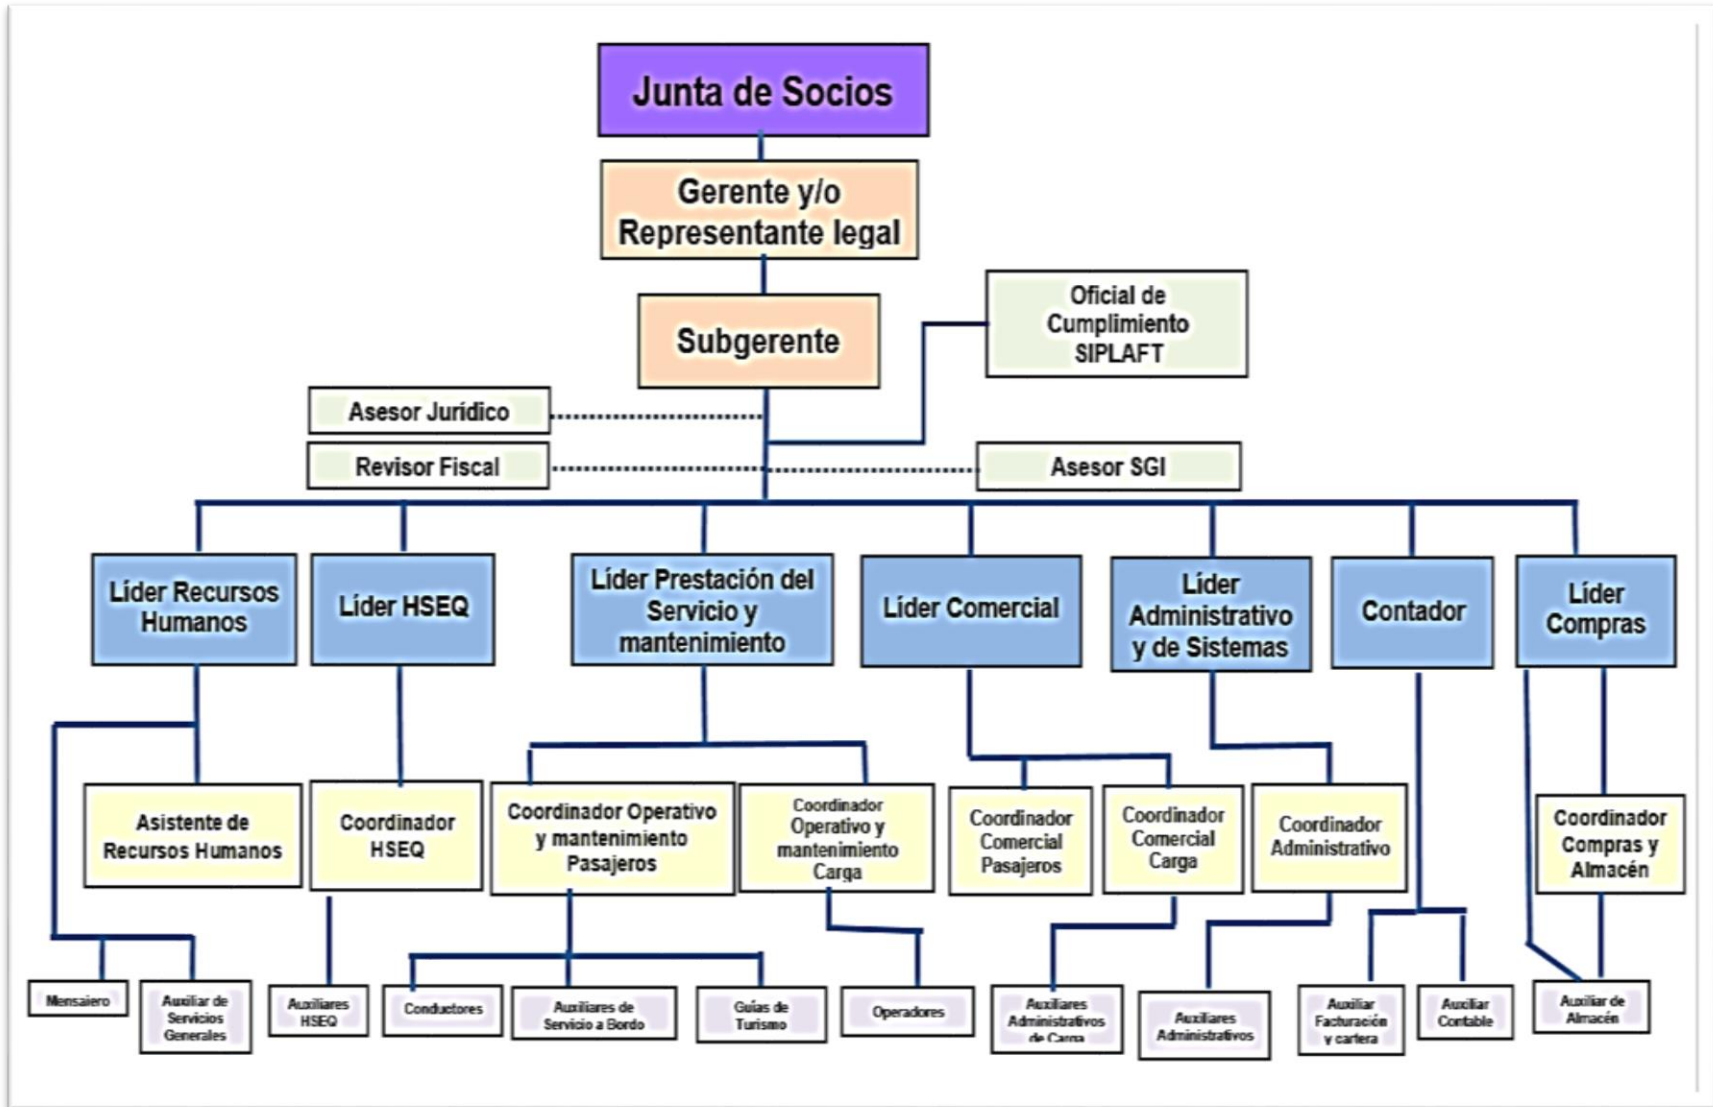 Junta de Socios
Gerente y/o
Representante legal
Subgerente
Oficial de
Cumplimiento
SIPLAFT
Asesor Jurídico
Revisor Fiscal
Asesor SGI
Líder Recursos
Humanos
Líder HSEQ
Líder Prestación del
Servicio y
mantenimiento
Líder Comercial
Líder
Administrativo
y de Sistemas
Contador
Líder
Compras
Asistente de
Recursos Humanos
Coordinador
HSEQ
Coordinador Operativo
y mantenimiento
Pasajeros
Coordinador
Operativo y
mantenimiento
Carga
Coordinador
Comercial
Pasajeros
Coordinador
Comercial
Carga
Coordinador
Administrativo
Coordinador
Compras y
Almacén
Mensajero
Auxiliar de
Servicios
Generales
Auxiliares
HSEQ
Conductores
Auxiliares de
Servicio a Bordo
Guías de
Turismo
Operadores
Auxiliares
Administrativos
de Carga
Auxiliares
Administrativos
Auxiliar
Facturación
y cartera
Auxiliar
Contable
Auxiliar de
Almacén